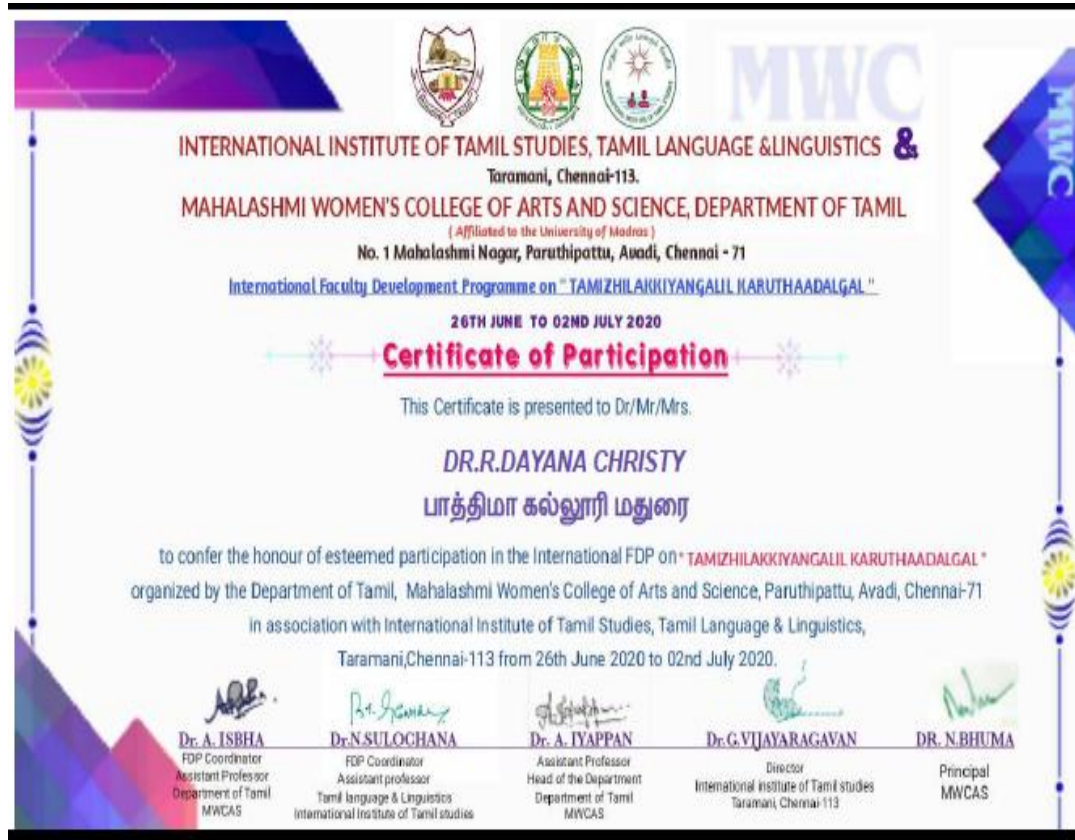 MWC
MWC
INTERNATIONAL INSTITUTE OF TAMIL STUDIES, TAMIL LANGUAGE &LINGUISTICS &
Taramani, Chennai-113.
MAHALASHMI WOMEN'S COLLEGE OF ARTS AND SCIENCE, DEPARTMENT OF TAMIL
( Affiliated to the University of Madras )
No. 1 Mahalashmi Nagar, Paruthipattu, Avadi, Chennai - 71
International Faculty Development Programme on " TAMIZHILAKKIYANGALIL KARUTHAADALGAL "
26TH JUNE TO 02ND JULY 2020
Certificate of Participation
This Certificate is presented to Dr/Mr/Mrs.
DR.R.DAYANA CHRISTY
பாத்திமா கல்லூரி மதுரை
to confer the honour of esteemed participation in the International FDP on " TAMIZHILAKKIYANGALIL KARUTHAADALGAL "
organized by the Department of Tamil, Mahalashmi Women's College of Arts and Science, Paruthipattu, Avadi, Chennai-71
in association with International Institute of Tamil Studies, Tamil Language & Linguistics,
Taramani,Chennai-113 from 26th June 2020 to 02nd July 2020.
Dr. A. ISBHA
FDP Coordinator
Assistant Professor
Department of Tamil
MWCAS
Dr.N.SULOCHANA
FDP Coordinator
Assistant professor
Tamil language & Linguistics
International Institute of Tamil studies
Dr. A. IYAPPAN
Assistant Professor
Head of the Department
Department of Tamil
MWCAS
Dr.G.VIJAYARAGAVAN
Director
International institute of Tamil studies
Taramani, Chennai-113
DR. N.BHUMA
Principal
MWCAS